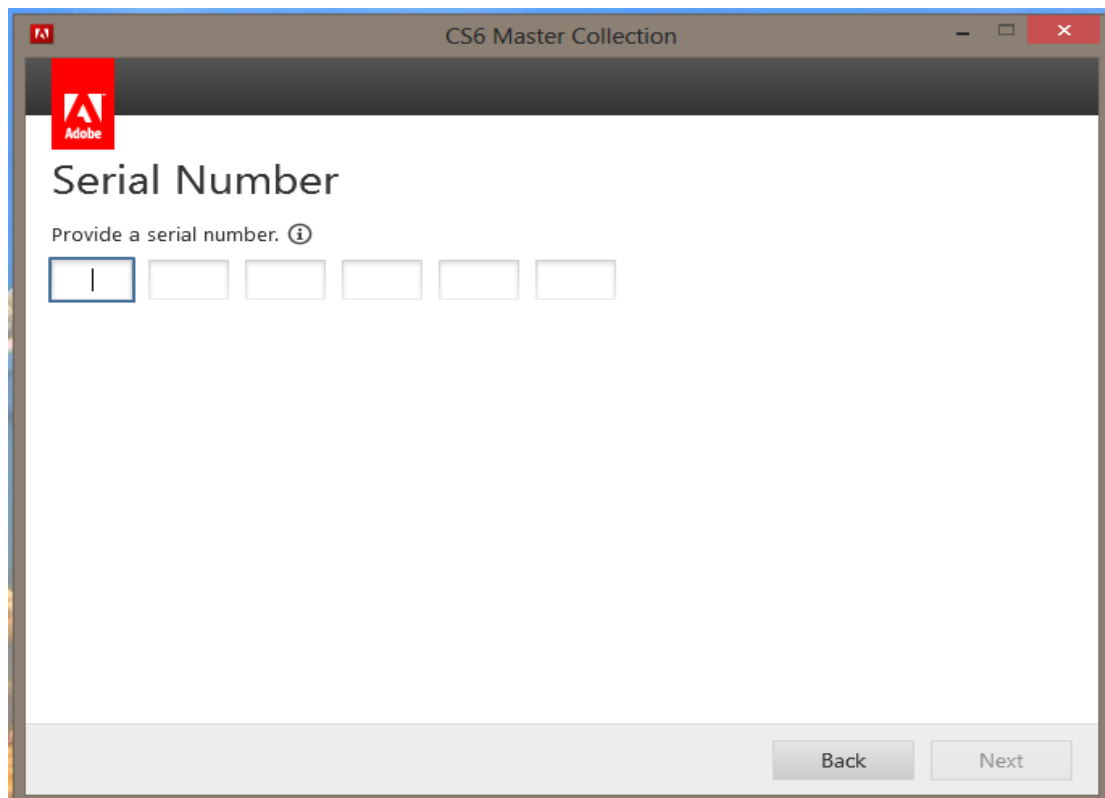 CS6 Master Collection
Adobe
Serial Number
Provide a serial number.
Back
Next